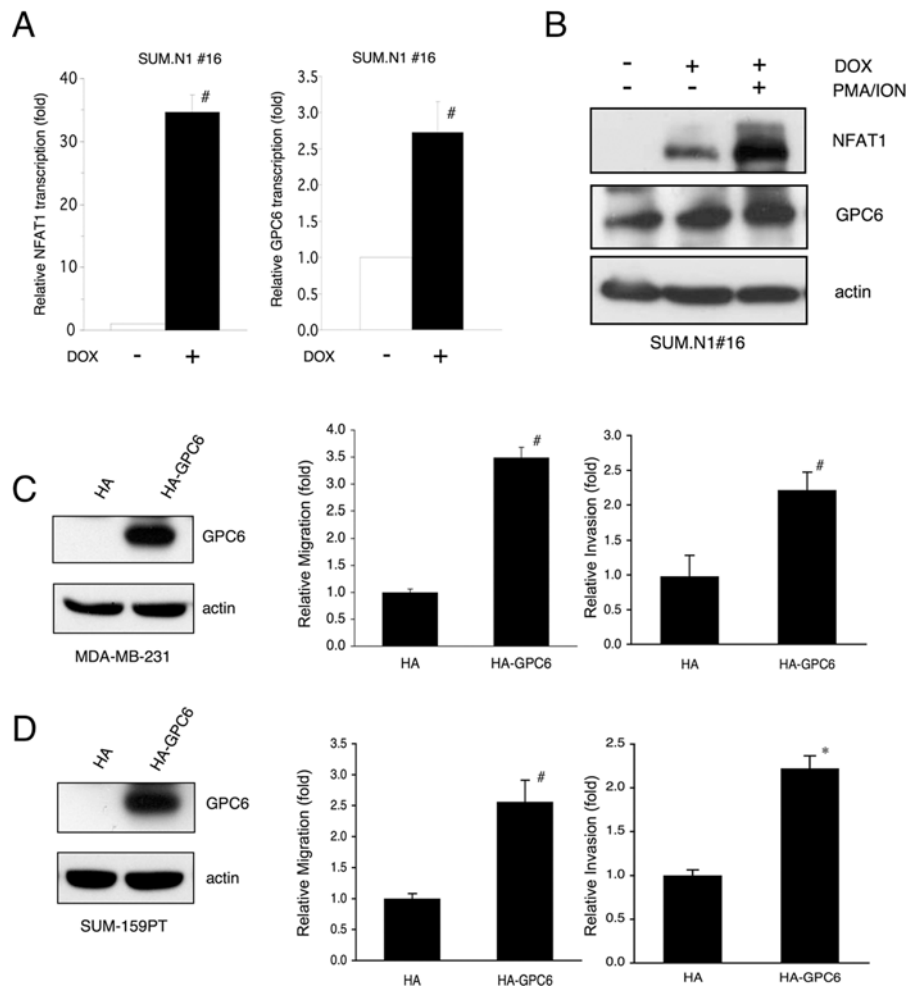 A
SUM.N1 #16
Relative NFAT1 transcription (fold)
40
30
20
10
0
#
DOX - +
SUM.N1 #16
Relative GPC6 transcription (fold)
3.5
3.0
2.5
2.0
1.5
1.0
0.5
0.0
#
- +
B
- + + DOX
- - + PMA/ION
NFAT1
GPC6
actin
SUM.N1#16
C
HA HA-GPC6
GPC6
actin
MDA-MB-231
Relative Migration (fold)
4.0
3.5
3.0
2.5
2.0
1.5
1.0
0.5
0.0
#
HA HA-GPC6
Relative Invasion (fold)
3.0
2.5
2.0
1.5
1.0
0.5
0.0
#
HA HA-GPC6
D
HA HA-GPC6
GPC6
actin
SUM-159PT
Relative Migration (fold)
3.5
3.0
2.5
2.0
1.5
1.0
0.5
0.0
#
HA HA-GPC6
Relative Invasion (fold)
2.5
2.0
1.5
1.0
0.5
0.0
*
HA HA-GPC6